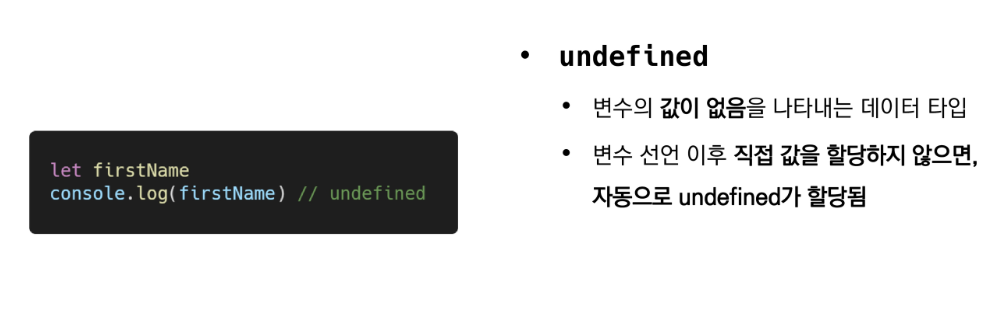 let firstName
console.log(firstName) // undefined
• undefined
• 변수의 값이 없음을 나타내는 데이터 타입
• 변수 선언 이후 직접 값을 할당하지 않으면,
자동으로 undefined가 할당됨